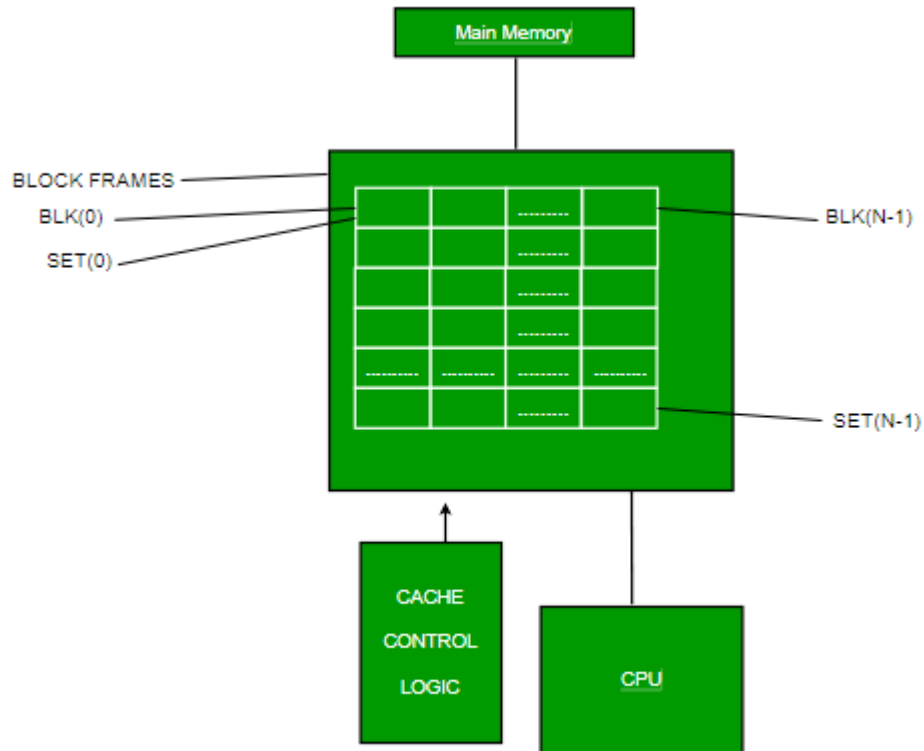 Main Memory
BLOCK FRAMES
BLK(0)
BLK(N-1)
SET(0)
SET(N-1)
CACHE
CONTROL
LOGIC
CPU